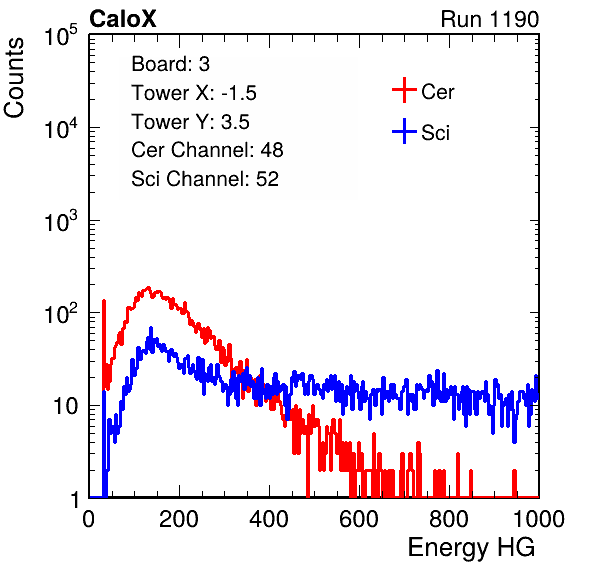 CaloX Run 1190
Counts
10^5
10^4
10^3
10^2
10
1
Board: 3
Tower X: -1.5
Tower Y: 3.5
Cer Channel: 48
Sci Channel: 52
Cer
Sci
0 200 400 600 800 1000
Energy HG